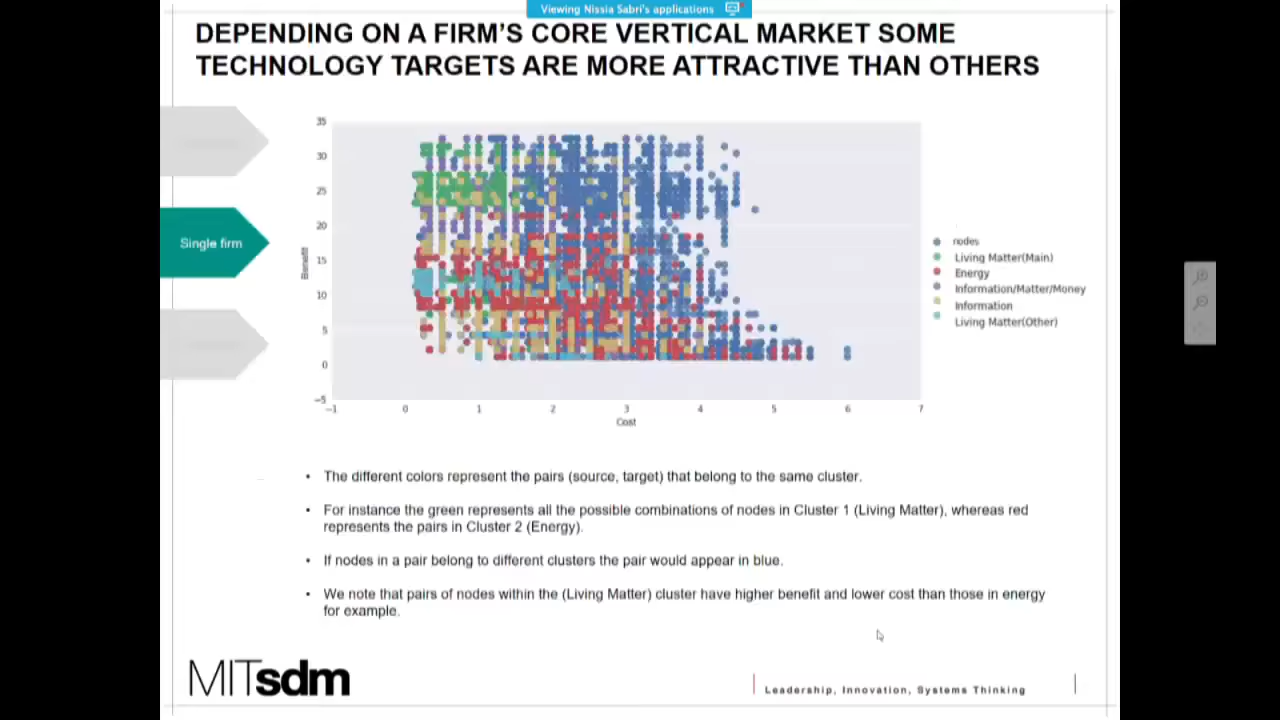 Viewing Nissia Sabri's applications
DEPENDING ON A FIRM'S CORE VERTICAL MARKET SOME
TECHNOLOGY TARGETS ARE MORE ATTRACTIVE THAN OTHERS
Single firm
35
30
25
20
15
10
5
0
−5
Benefit
−1 0 1 2 3 4 5 6 7
Cost
nodes
Living Matter(Main)
Energy
Information/Matter/Money
Information
Living Matter(Other)
• The different colors represent the pairs (source, target) that belong to the same cluster.
• For instance the green represents all the possible combinations of nodes in Cluster 1 (Living Matter), whereas red
represents the pairs in Cluster 2 (Energy).
• If nodes in a pair belong to different clusters the pair would appear in blue.
• We note that pairs of nodes within the (Living Matter) cluster have higher benefit and lower cost than those in energy
for example.
MITsdm
Leadership, Innovation, Systems Thinking